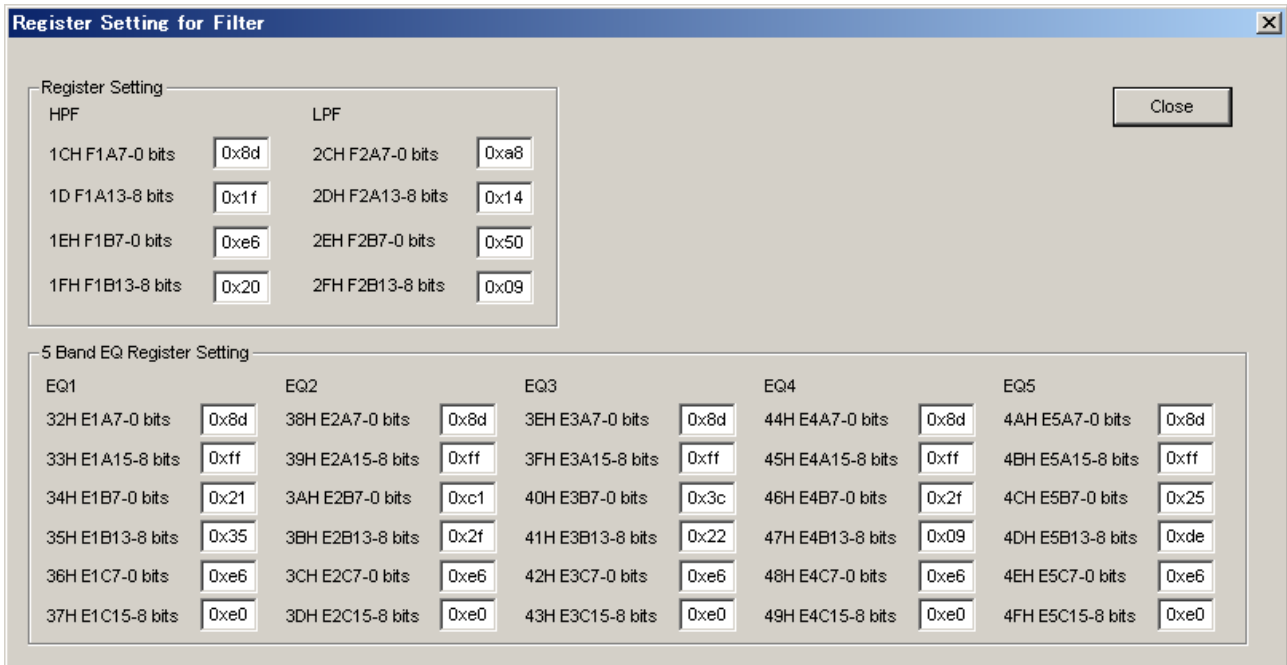 Register Setting for Filter
Register Setting
Close
HPF LPF
1CH F1A7-0 bits 0x8d 2CH F2A7-0 bits 0xa8
1D F1A13-8 bits 0x1f 2DH F2A13-8 bits 0x14
1EH F1B7-0 bits 0xe6 2EH F2B7-0 bits 0x50
1FH F1B13-8 bits 0x20 2FH F2B13-8 bits 0x09
5 Band EQ Register Setting
EQ1 EQ2 EQ3 EQ4 EQ5
32H E1A7-0 bits 0x8d 38H E2A7-0 bits 0x8d 3EH E3A7-0 bits 0x8d 44H E4A7-0 bits 0x8d 4AH E5A7-0 bits 0x8d
33H E1A15-8 bits 0xff 39H E2A15-8 bits 0xff 3FH E3A15-8 bits 0xff 45H E4A15-8 bits 0xff 4BH E5A15-8 bits 0xff
34H E1B7-0 bits 0x21 3AH E2B7-0 bits 0xc1 40H E3B7-0 bits 0x3c 46H E4B7-0 bits 0x2f 4CH E5B7-0 bits 0x25
35H E1B13-8 bits 0x35 3BH E2B13-8 bits 0x2f 41H E3B13-8 bits 0x22 47H E4B13-8 bits 0x09 4DH E5B13-8 bits 0xde
36H E1C7-0 bits 0xe6 3CH E2C7-0 bits 0xe6 42H E3C7-0 bits 0xe6 48H E4C7-0 bits 0xe6 4EH E5C7-0 bits 0xe6
37H E1C15-8 bits 0xe0 3DH E2C15-8 bits 0xe0 43H E3C15-8 bits 0xe0 49H E4C15-8 bits 0xe0 4FH E5C15-8 bits 0xe0